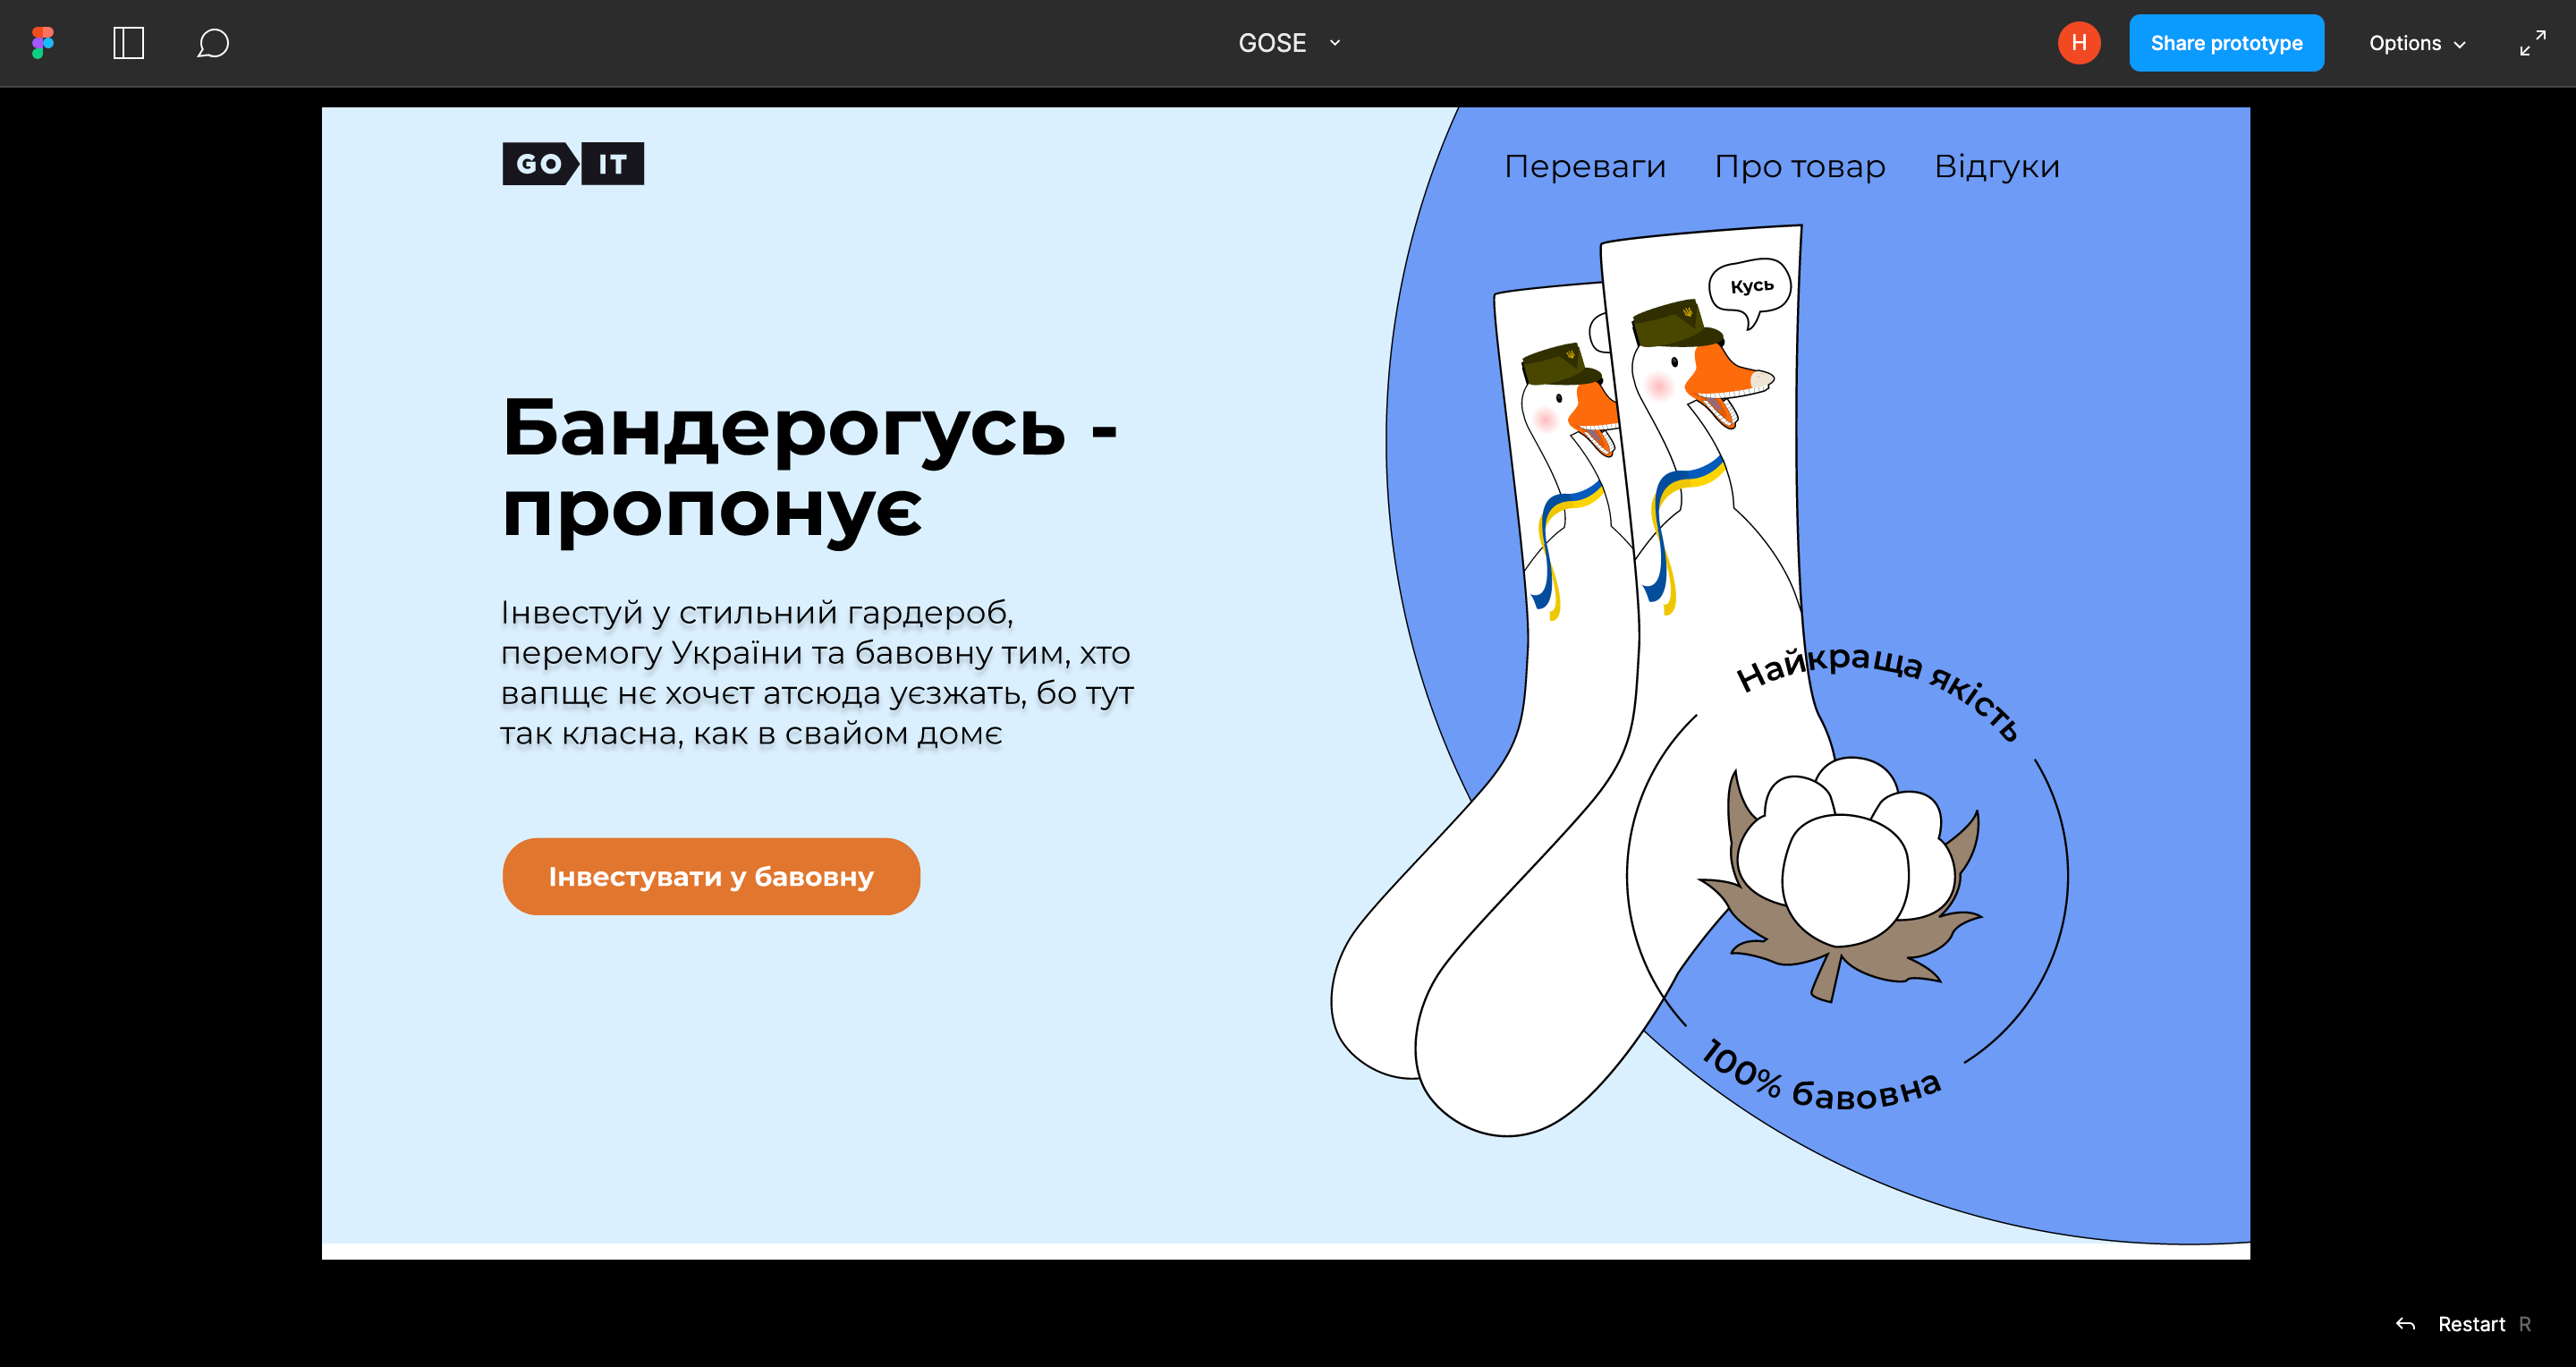 GOSE
H
Share prototype
Options
GO IT
Переваги
Про товар
Відгуки
Кусь
Бандерогусь -
пропонує
Інвестуй у стильний гардероб,
перемогу України та бавовну тим, хто
вапщє нє хочєт атсюда уєзжать, бо тут
так класна, как в свайом домє
Інвестувати у бавовну
Найкраща якість
100% бавовна
Restart R